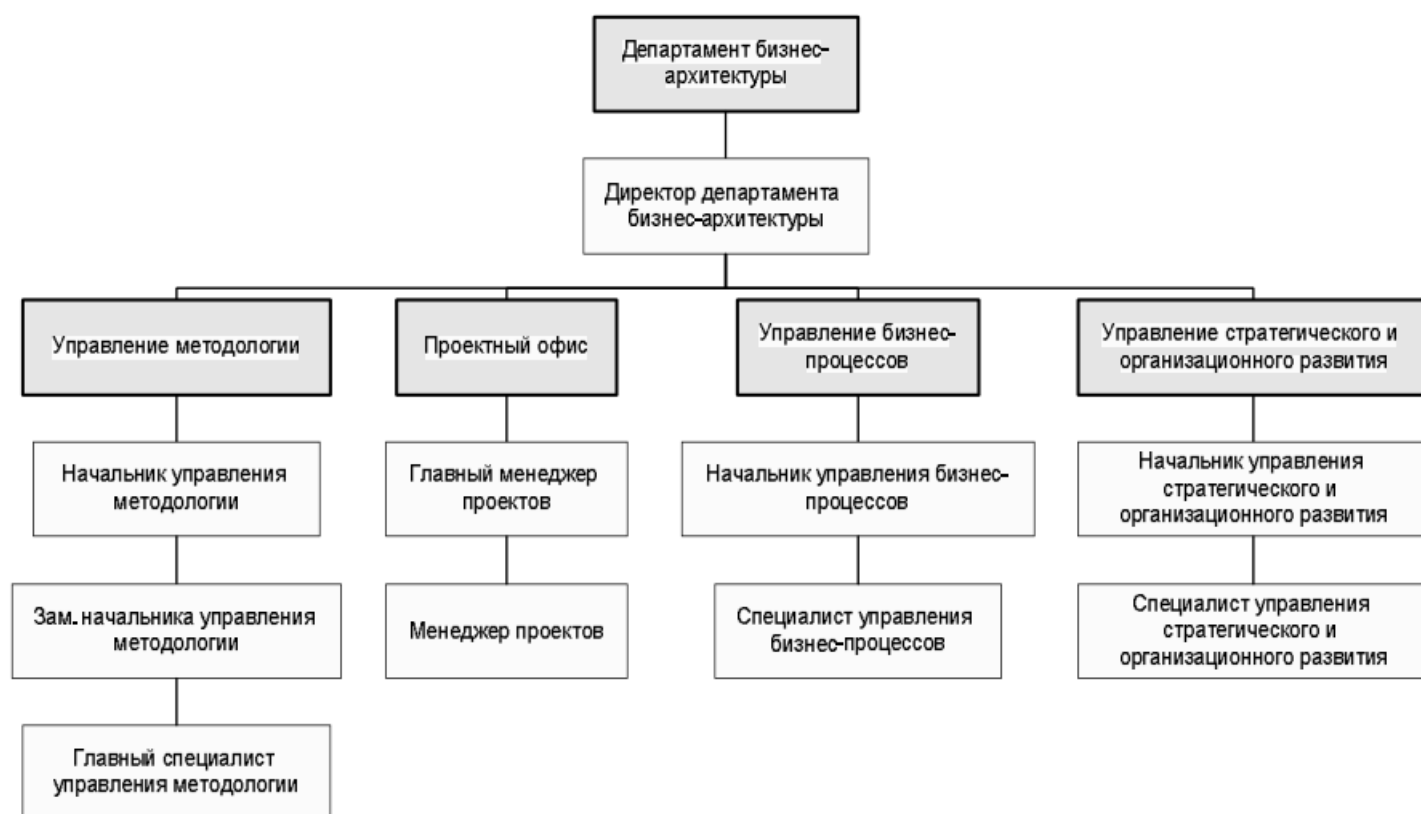 Департамент бизнес-
архитектуры
Директор департамента
бизнес-архитектуры
Управление методологии
Проектный офис
Управление бизнес-
процессов
Управление стратегического и
организационного развития
Начальник управления
методологии
Главный менеджер
проектов
Начальник управления бизнес-
процессов
Начальник управления
стратегического и
организационного развития
Зам. начальника управления
методологии
Менеджер проектов
Специалист управления
бизнес-процессов
Специалист управления
стратегического и
организационного развития
Главный специалист
управления методологии